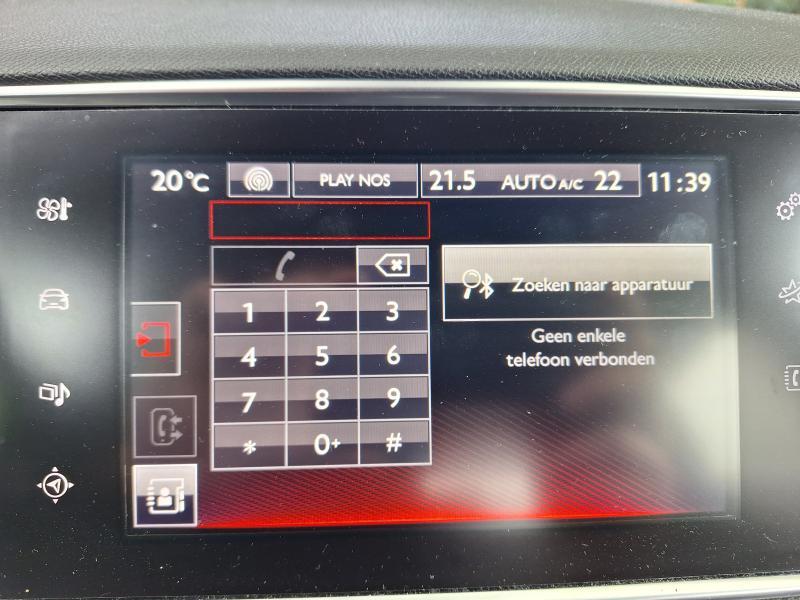 20°C PLAY NOS 21.5 AUTO A/C 22 11:39
Zoeken naar apparatuur
Geen enkele
telefoon verbonden
1 2 3
4 5 6
7 8 9
* 0+ #